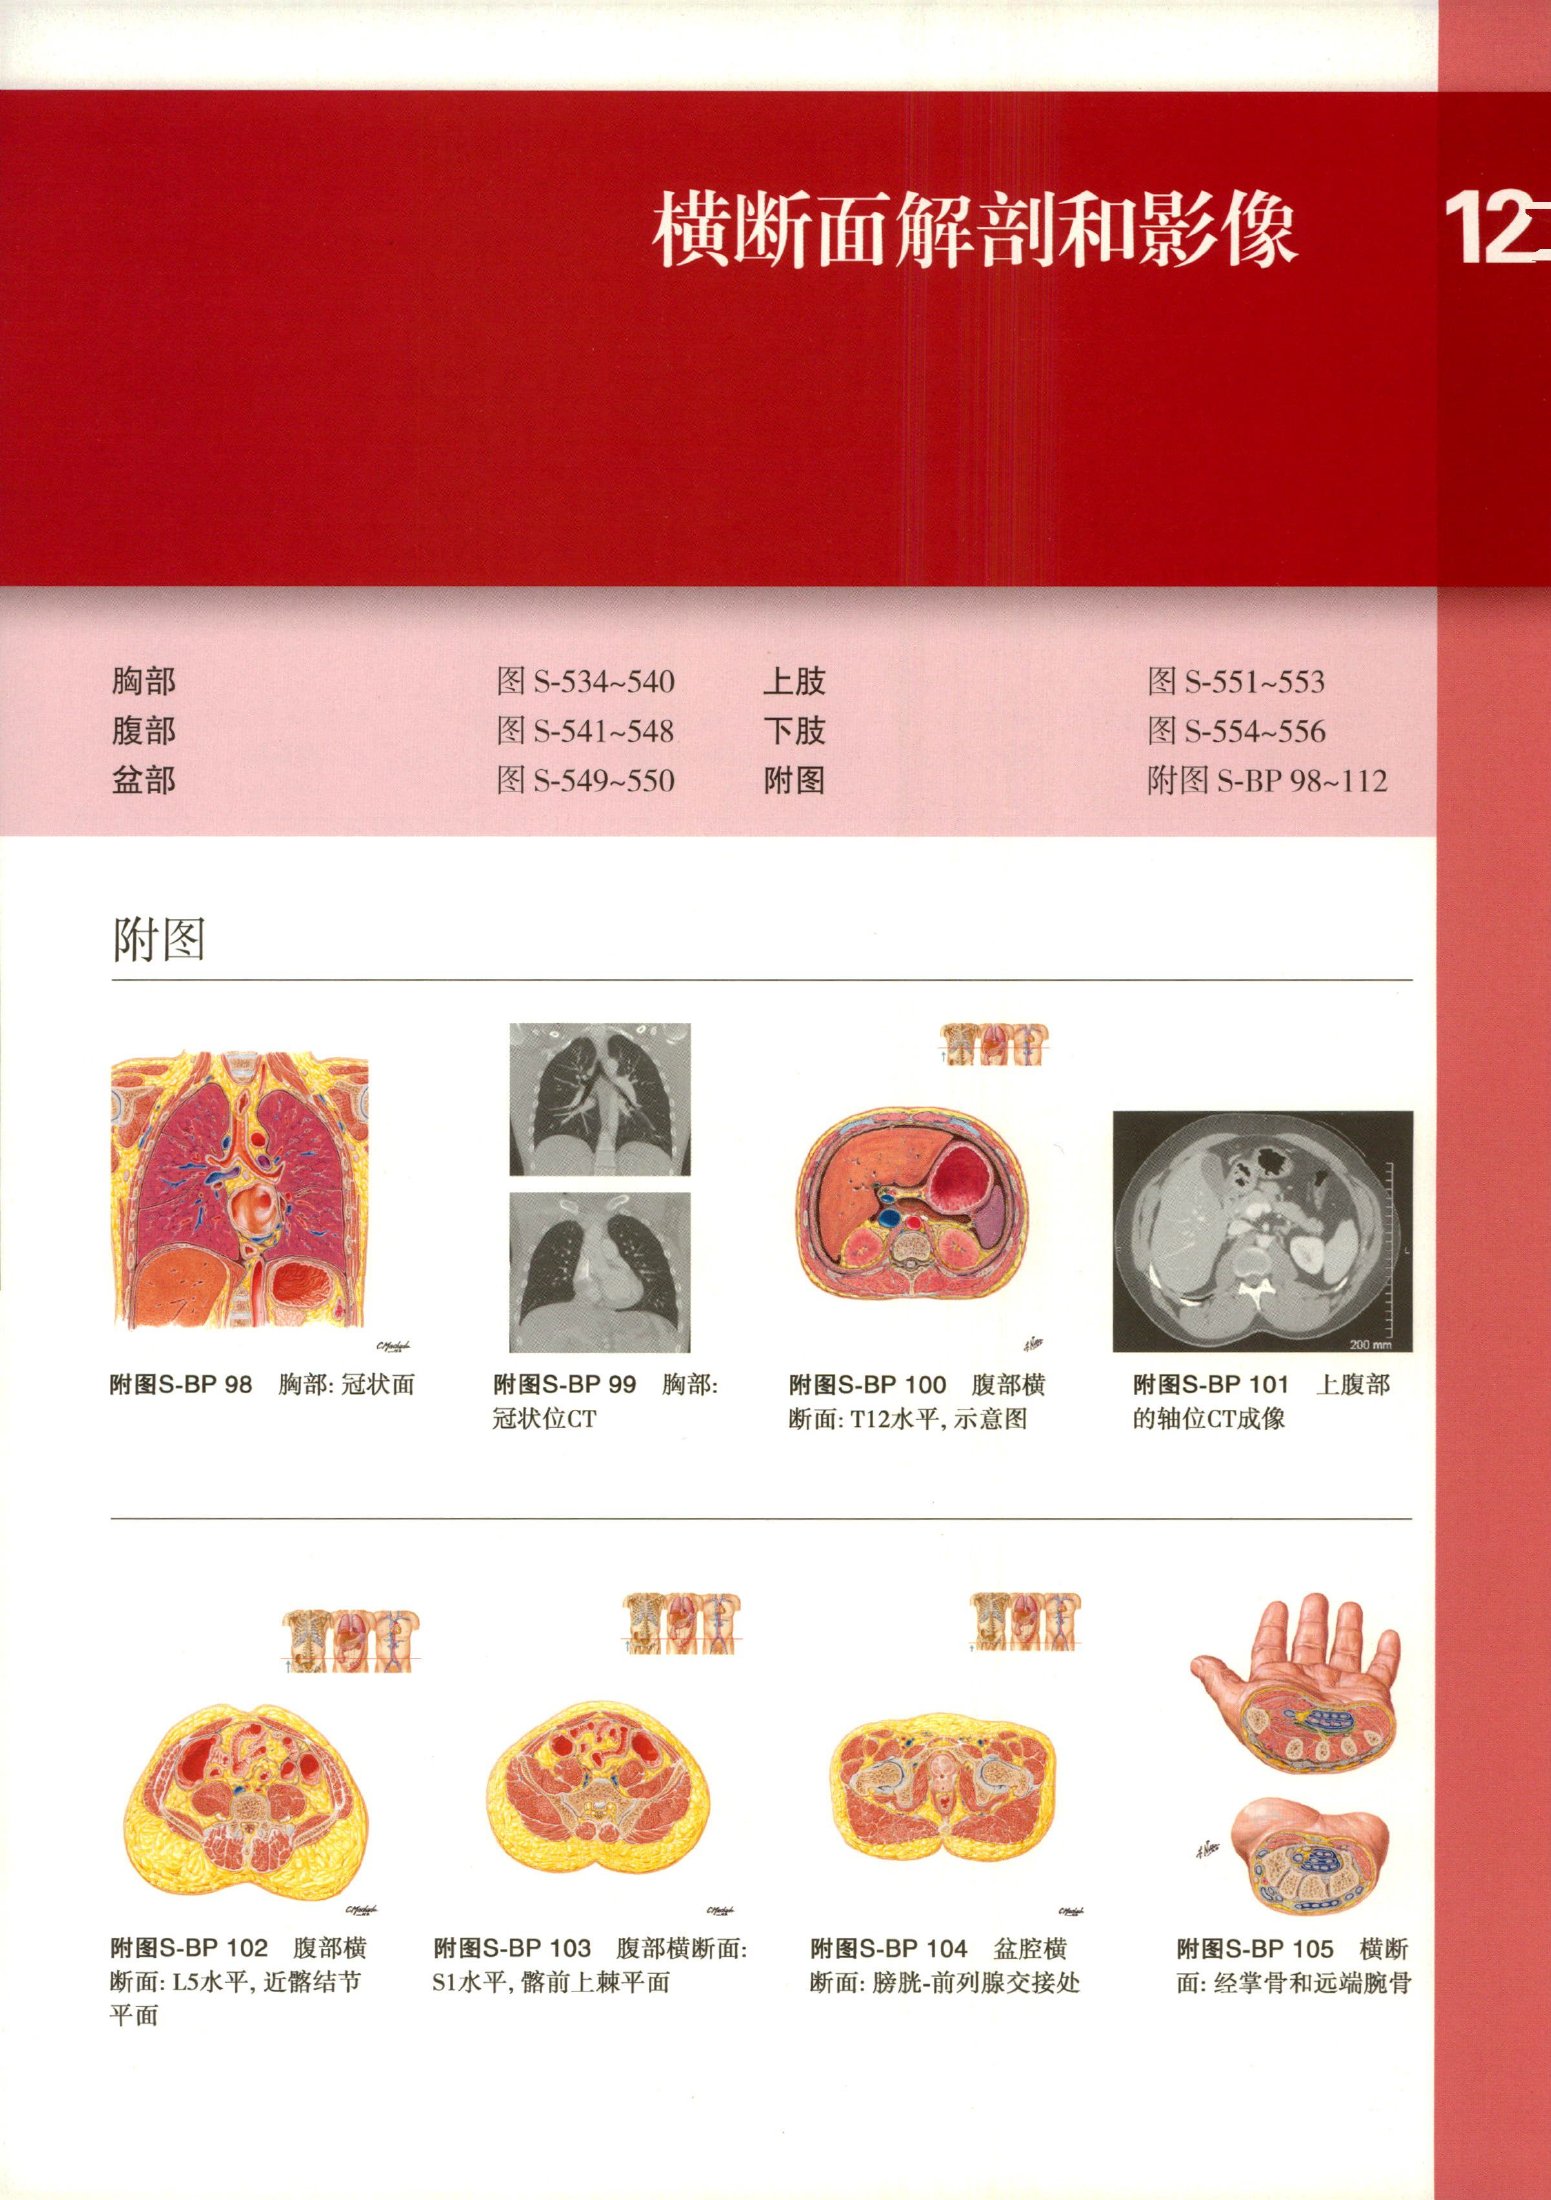 横断面解剖和影像
12
胸部 图 S-534~540
腹部 图 S-541~548
盆部 图 S-549~550
上肢 图 S-551~553
下肢 图 S-554~556
附图 附图 S-BP 98~112
附图
200 mm
附图S-BP 98 胸部: 冠状面
附图S-BP 99 胸部:
冠状位CT
附图S-BP 100 腹部横
断面: T12水平, 示意图
附图S-BP 101 上腹部
的轴位CT成像
附图S-BP 102 腹部横
断面: L5水平, 近髂结节
平面
附图S-BP 103 腹部横断面:
S1水平, 髂前上棘平面
附图S-BP 104 盆腔横
断面: 膀胱-前列腺交接处
附图S-BP 105 横断
面: 经掌骨和远端腕骨